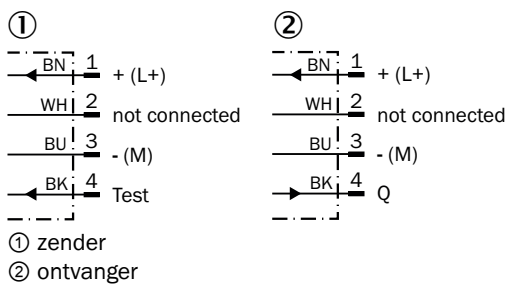 ① ②
BN 1 + (L+) BN 1 + (L+)
WH 2 not connected WH 2 not connected
BU 3 - (M) BU 3 - (M)
BK 4 Test BK 4 Q
① zender
② ontvanger